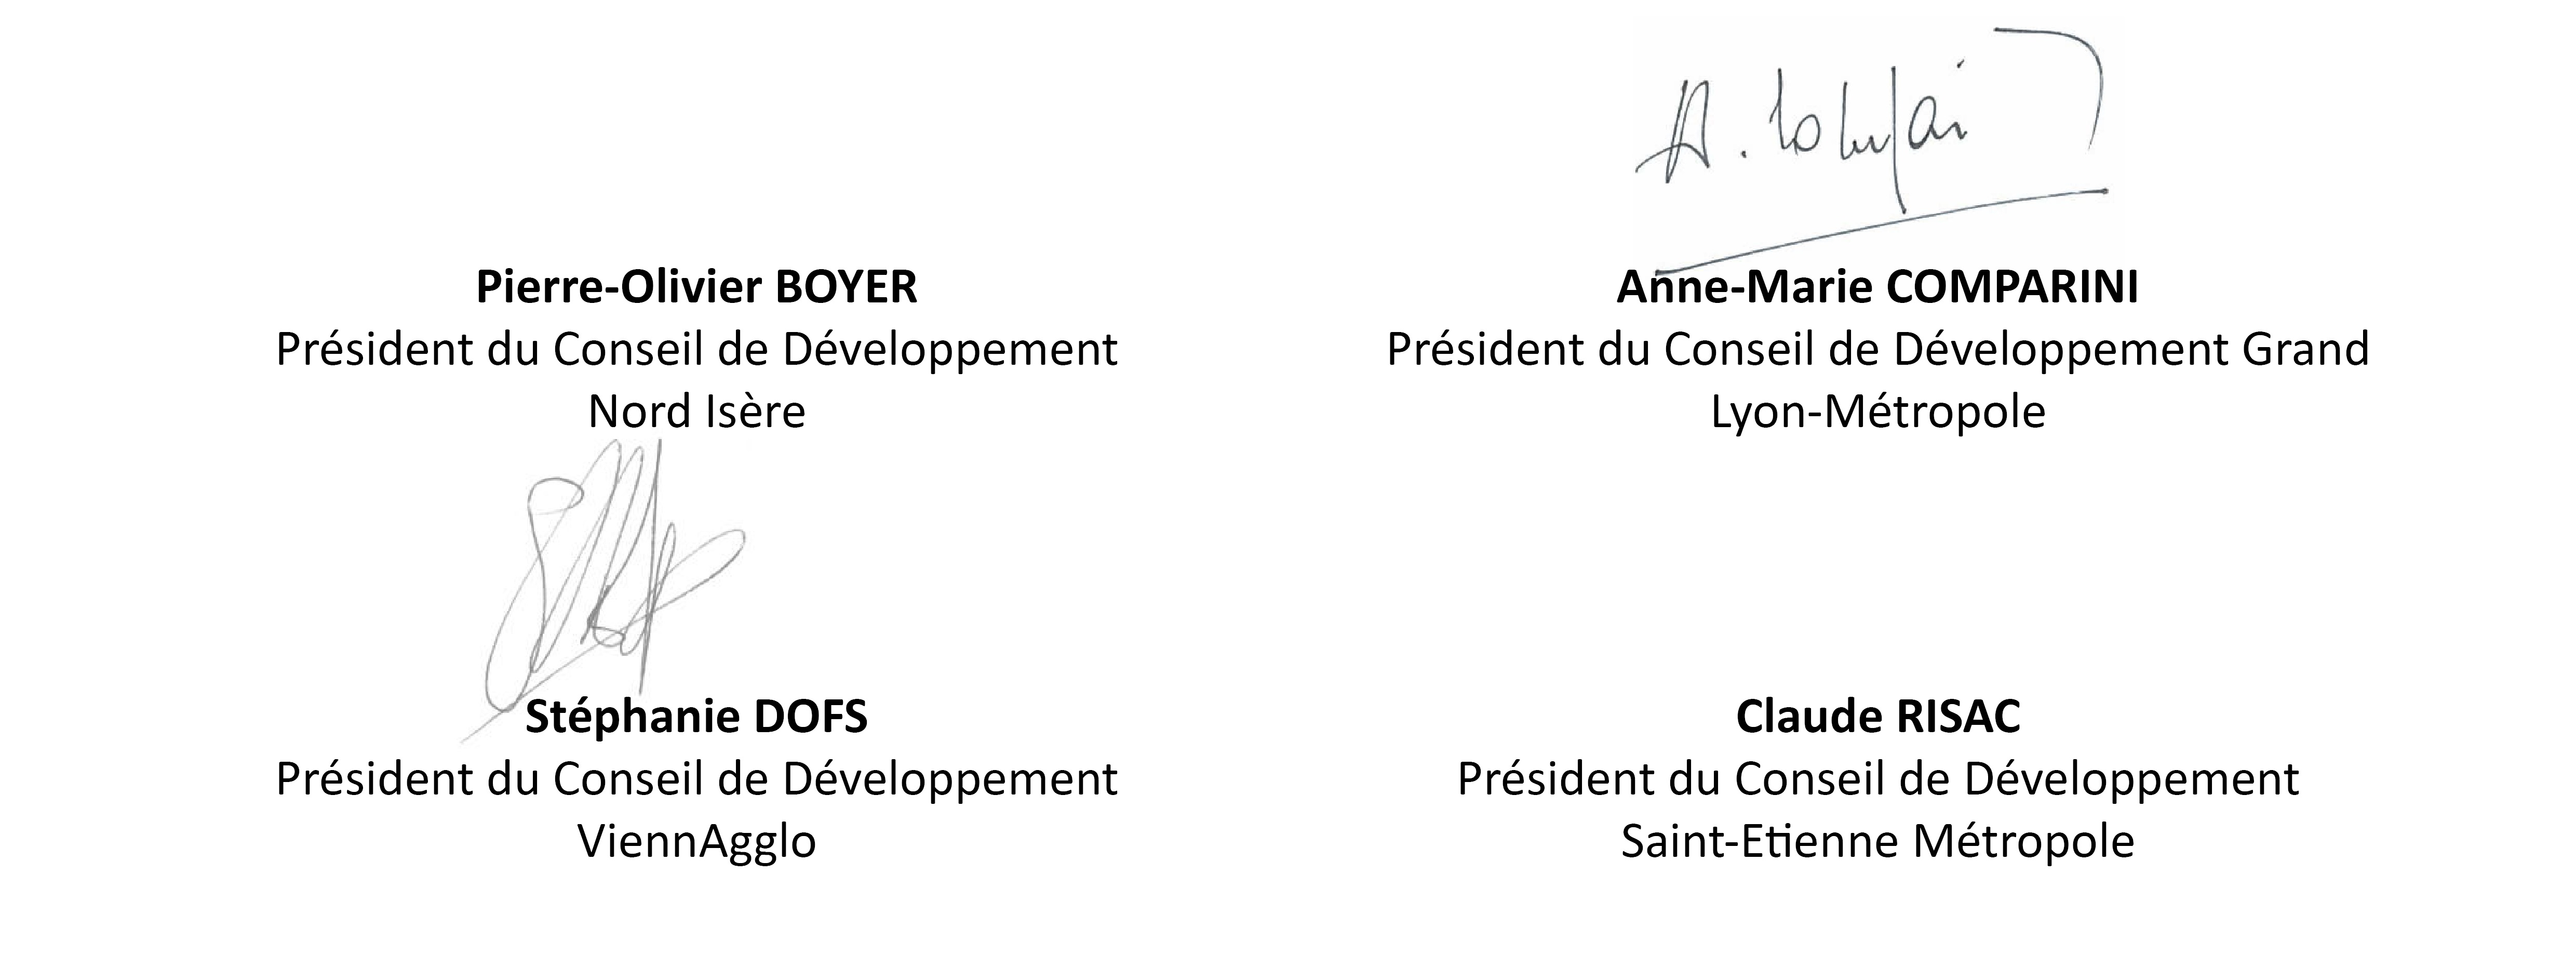 Pierre-Olivier BOYER
Président du Conseil de Développement
Nord Isère
Anne-Marie COMPARINI
Président du Conseil de Développement Grand
Lyon-Métropole
Stéphanie DOFS
Président du Conseil de Développement
ViennAgglo
Claude RISAC
Président du Conseil de Développement
Saint-Etienne Métropole